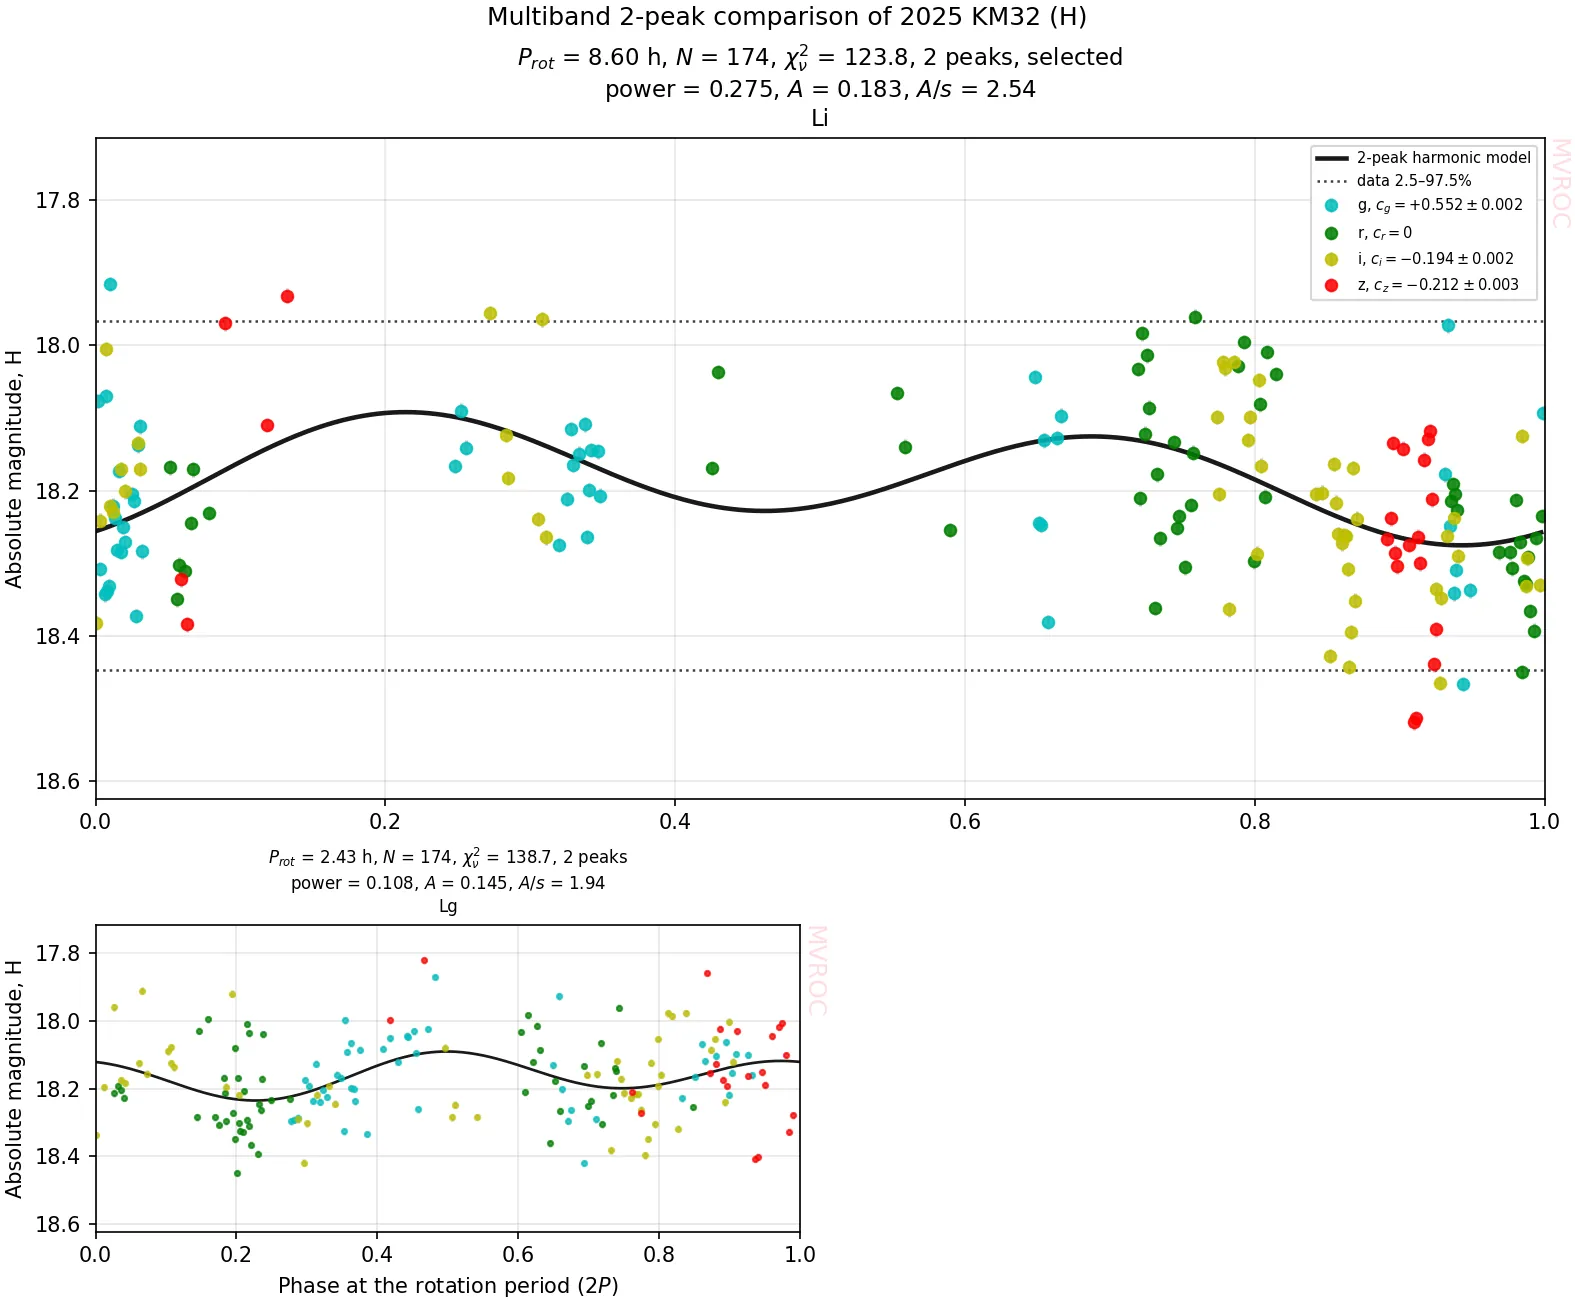 Multiband 2-peak comparison of 2025 KM32 (H)
P_rot = 8.60 h, N = 174, χ²_ν = 123.8, 2 peaks, selected
power = 0.275, A = 0.183, A/s = 2.54
Li
MVROC
2-peak harmonic model
data 2.5–97.5%
g, c_g = +0.552 ± 0.002
r, c_r = 0
i, c_i = −0.194 ± 0.002
z, c_z = −0.212 ± 0.003
Absolute magnitude, H
17.8
18.0
18.2
18.4
18.6
0.0 0.2 0.4 0.6 0.8 1.0
P_rot = 2.43 h, N = 174, χ²_ν = 138.7, 2 peaks
power = 0.108, A = 0.145, A/s = 1.94
Lg
MVROC
Absolute magnitude, H
17.8
18.0
18.2
18.4
18.6
0.0 0.2 0.4 0.6 0.8 1.0
Phase at the rotation period (2P)